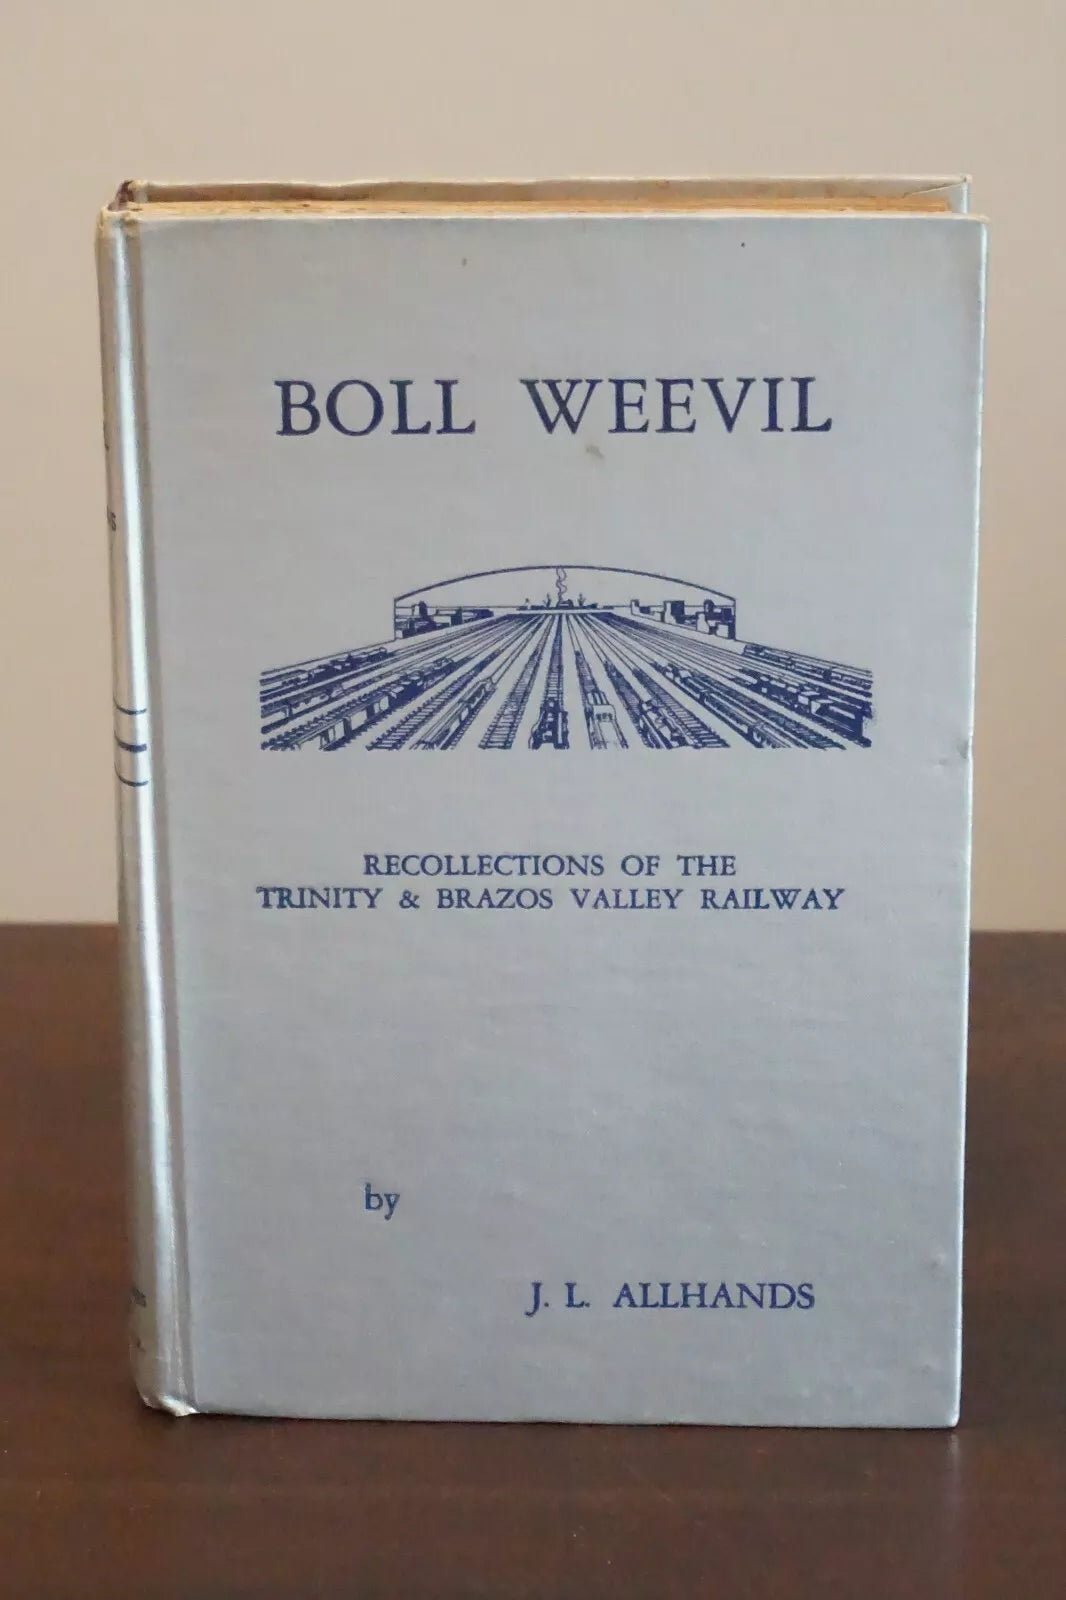 BOLL WEEVIL
RECOLLECTIONS OF THE
TRINITY & BRAZOS VALLEY RAILWAY
by
J. L. ALLHANDS